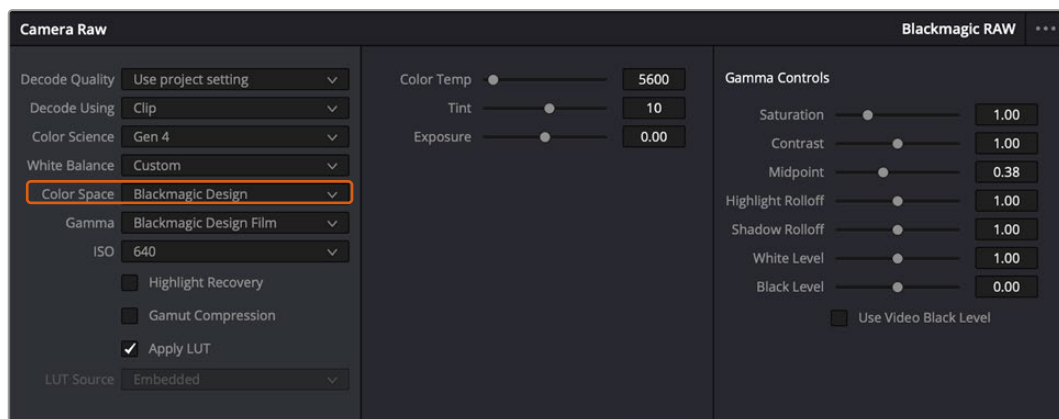 Camera Raw
Blackmagic RAW
Decode Quality Use project setting
Decode Using Clip
Color Science Gen 4
White Balance Custom
Color Space Blackmagic Design
Gamma Blackmagic Design Film
ISO 640
Highlight Recovery
Gamut Compression
Apply LUT
LUT Source Embedded
Color Temp 5600
Tint 10
Exposure 0.00
Gamma Controls
Saturation 1.00
Contrast 1.00
Midpoint 0.38
Highlight Rolloff 1.00
Shadow Rolloff 1.00
White Level 1.00
Black Level 0.00
Use Video Black Level